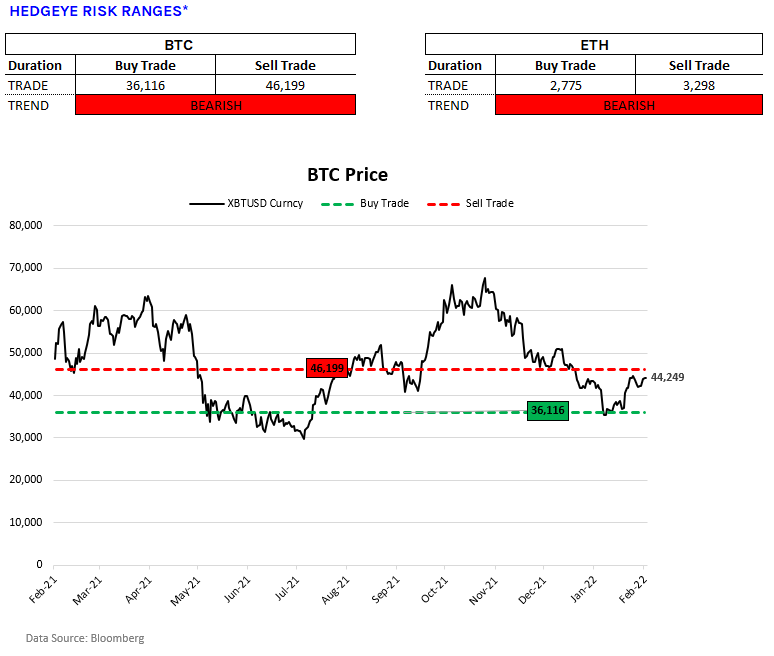 HEDGEYE RISK RANGES*
BTC
Duration Buy Trade Sell Trade
TRADE 36,116 46,199
TREND BEARISH
ETH
Duration Buy Trade Sell Trade
TRADE 2,775 3,298
TREND BEARISH
BTC Price
XBTUSD Curncy Buy Trade Sell Trade
80,000
70,000
60,000
50,000
40,000
30,000
20,000
10,000
0
46,199
44,249
36,116
Feb-21 Mar-21 Apr-21 May-21 Jun-21 Jul-21 Aug-21 Sep-21 Oct-21 Nov-21 Dec-21 Jan-22 Feb-22
Data Source: Bloomberg